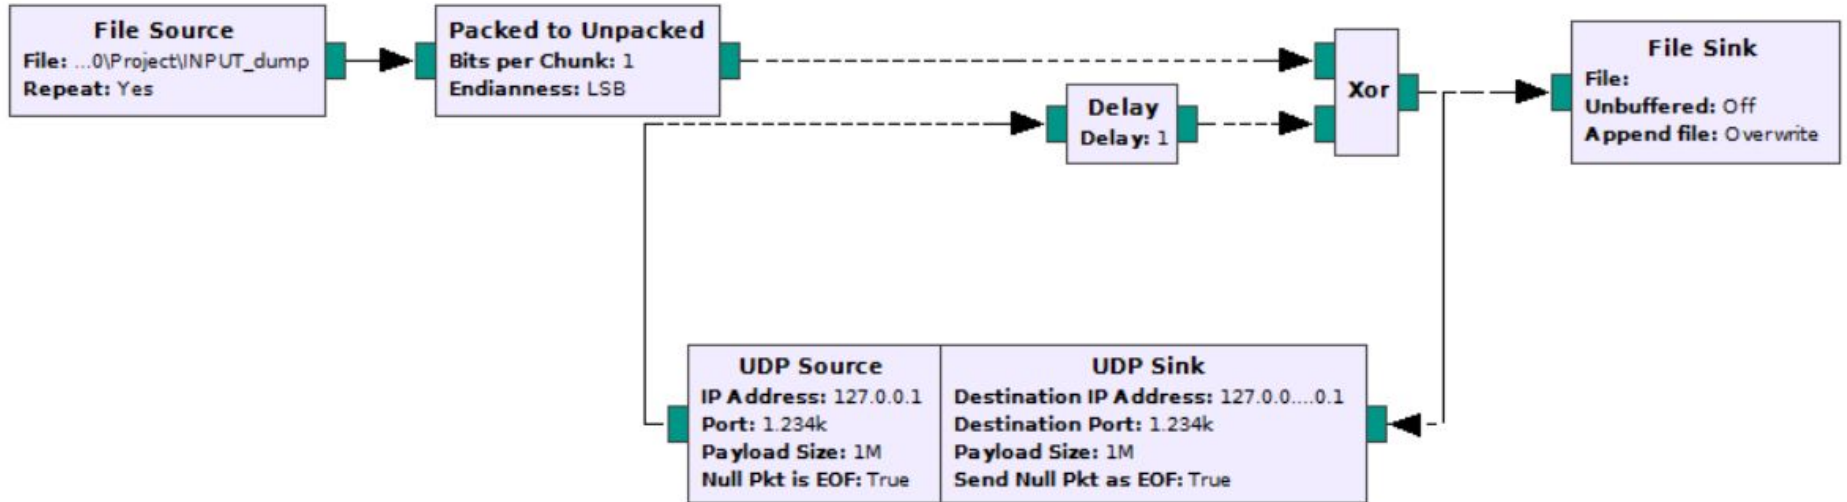 File Source
File: ...0\Project\INPUT_dump
Repeat: Yes
Packed to Unpacked
Bits per Chunk: 1
Endianness: LSB
Delay
Delay: 1
Xor
File Sink
File:
Unbuffered: Off
Append file: Overwrite
UDP Source
IP Address: 127.0.0.1
Port: 1.234k
Payload Size: 1M
Null Pkt is EOF: True
UDP Sink
Destination IP Address: 127.0.0....0.1
Destination Port: 1.234k
Payload Size: 1M
Send Null Pkt as EOF: True